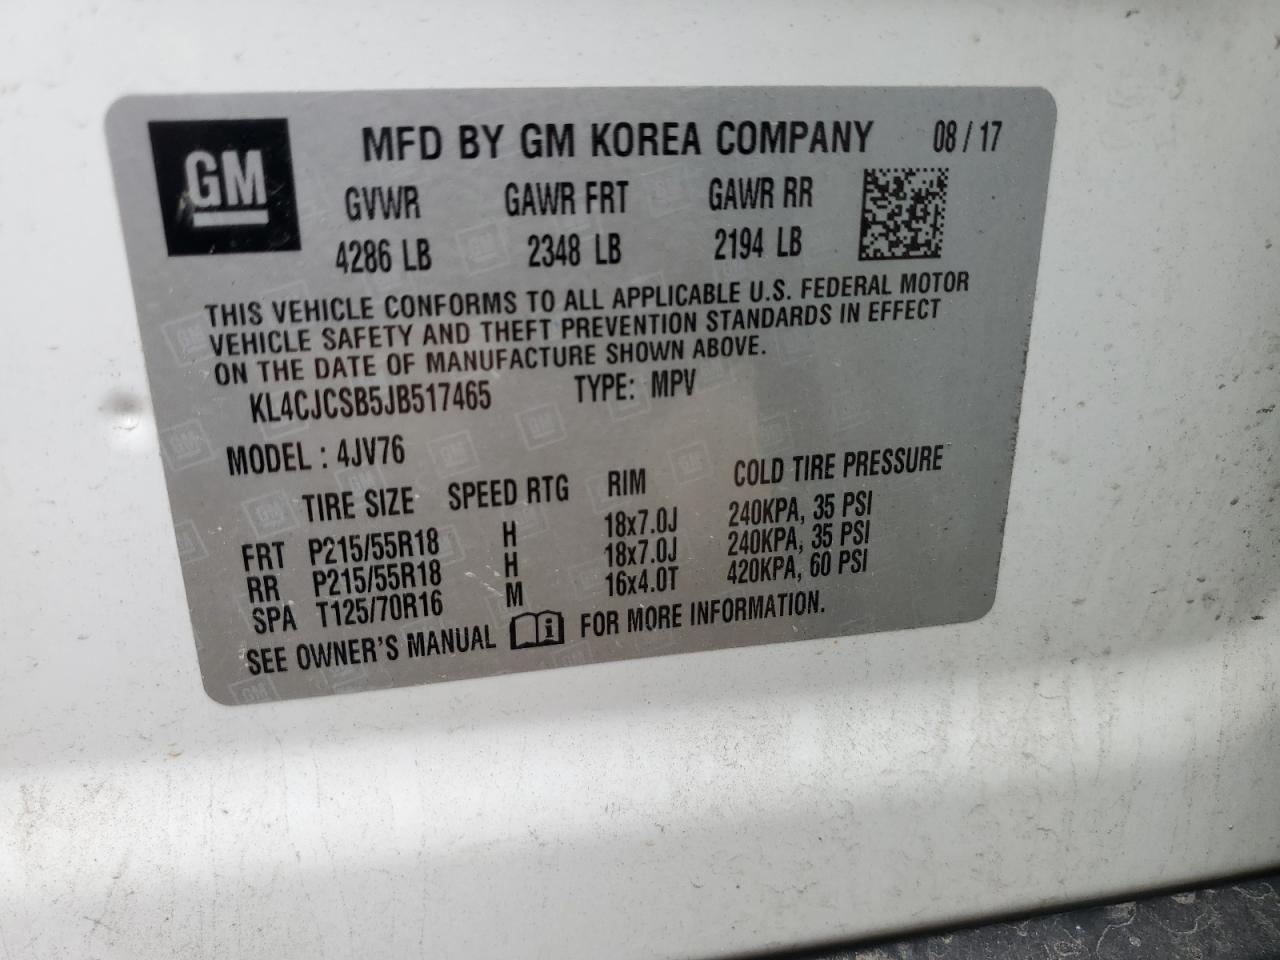 GM
MFD BY GM KOREA COMPANY 08 / 17
GVWR GAWR FRT GAWR RR
4286 LB 2348 LB 2194 LB
THIS VEHICLE CONFORMS TO ALL APPLICABLE U.S. FEDERAL MOTOR
VEHICLE SAFETY AND THEFT PREVENTION STANDARDS IN EFFECT
ON THE DATE OF MANUFACTURE SHOWN ABOVE.
KL4CJCSB5JB517465 TYPE: MPV
MODEL : 4JV76
TIRE SIZE SPEED RTG RIM COLD TIRE PRESSURE
FRT P215/55R18 H 18x7.0J 240KPA, 35 PSI
RR P215/55R18 H 18x7.0J 240KPA, 35 PSI
SPA T125/70R16 M 16x4.0T 420KPA, 60 PSI
SEE OWNER'S MANUAL i FOR MORE INFORMATION.